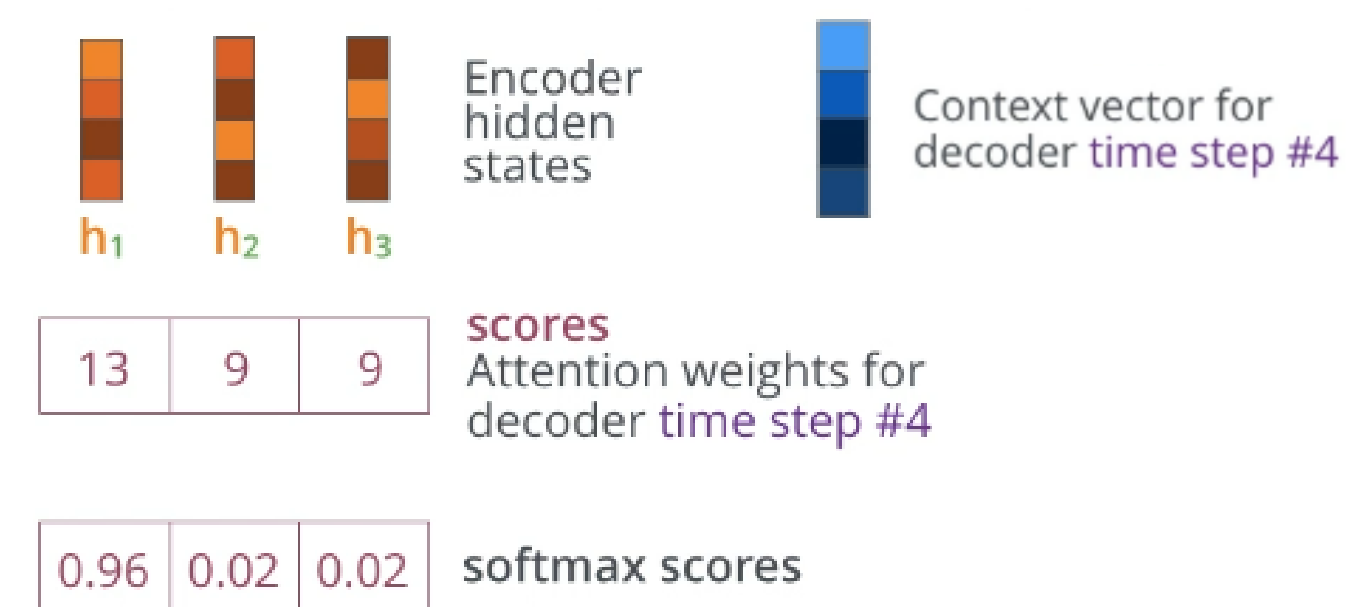 Encoder
hidden
states
h₁ h₂ h₃
Context vector for
decoder time step #4
13 9 9
scores
Attention weights for
decoder time step #4
0.96 0.02 0.02
softmax scores